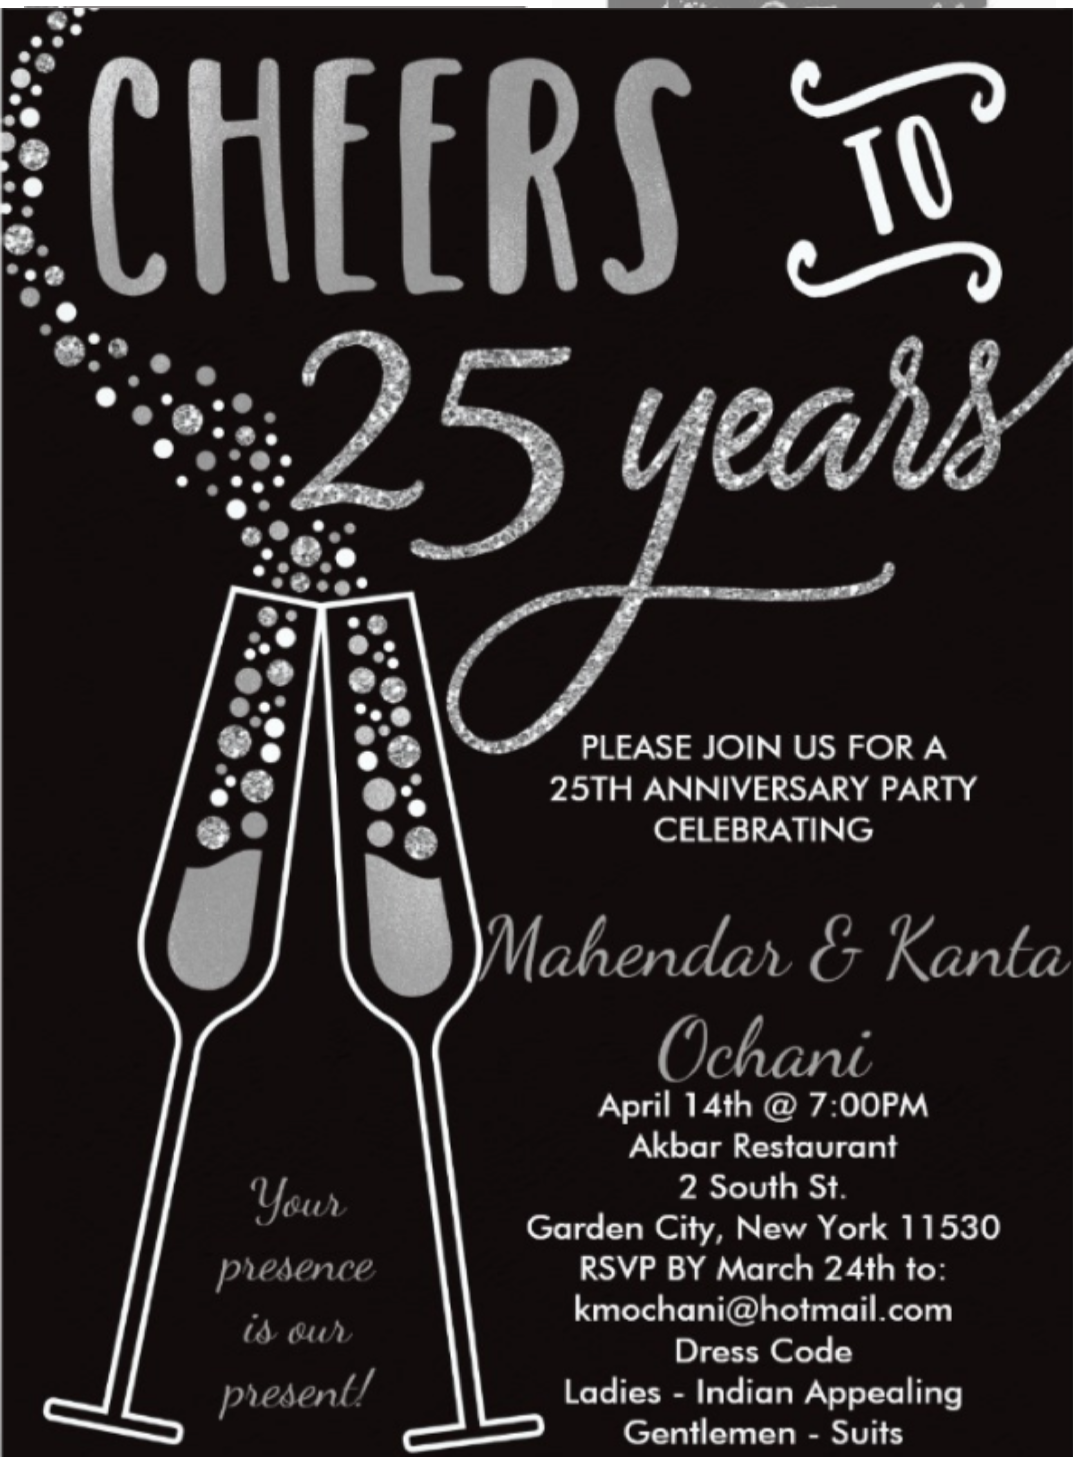 CHEERS TO
25 years
PLEASE JOIN US FOR A
25TH ANNIVERSARY PARTY
CELEBRATING
Mahendar & Kanta
Ochani
April 14th @ 7:00PM
Akbar Restaurant
2 South St.
Garden City, New York 11530
RSVP BY March 24th to:
kmochani@hotmail.com
Dress Code
Ladies - Indian Appealing
Gentlemen - Suits
Your
presence
is our
present!